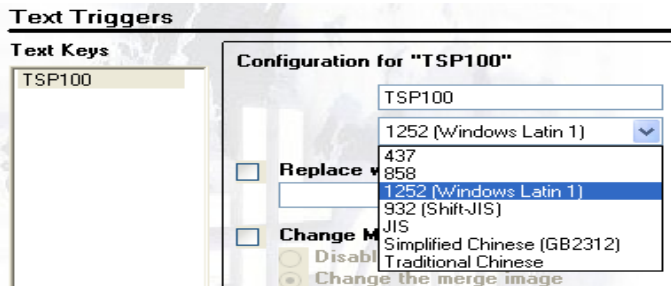 Text Triggers
Text Keys
TSP100
Configuration for "TSP100"
TSP100
1252 (Windows Latin 1)
437
858
1252 (Windows Latin 1)
932 (Shift-JIS)
JIS
Simplified Chinese (GB2312)
Traditional Chinese
Replace
Change
Change the merge image